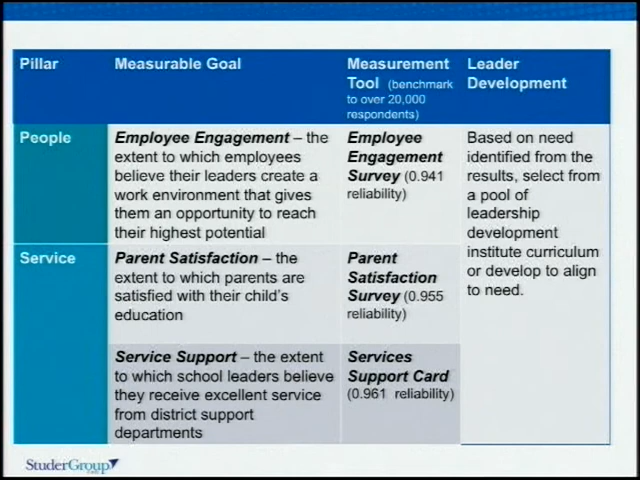 Pillar
Measurable Goal
Measurement
Tool (benchmark
to over 20,000
respondents)
Leader
Development
People
Employee Engagement – the
extent to which employees
believe their leaders create a
work environment that gives
them an opportunity to reach
their highest potential
Employee
Engagement
Survey (0.941
reliability)
Based on need
identified from the
results, select from
a pool of
leadership
development
institute curriculum
or develop to align
to need.
Service
Parent Satisfaction – the
extent to which parents are
satisfied with their child's
education
Parent
Satisfaction
Survey (0.955
reliability)
Service Support – the extent
to which school leaders believe
they receive excellent service
from district support
departments
Services
Support Card
(0.961 reliability)
StuderGroup